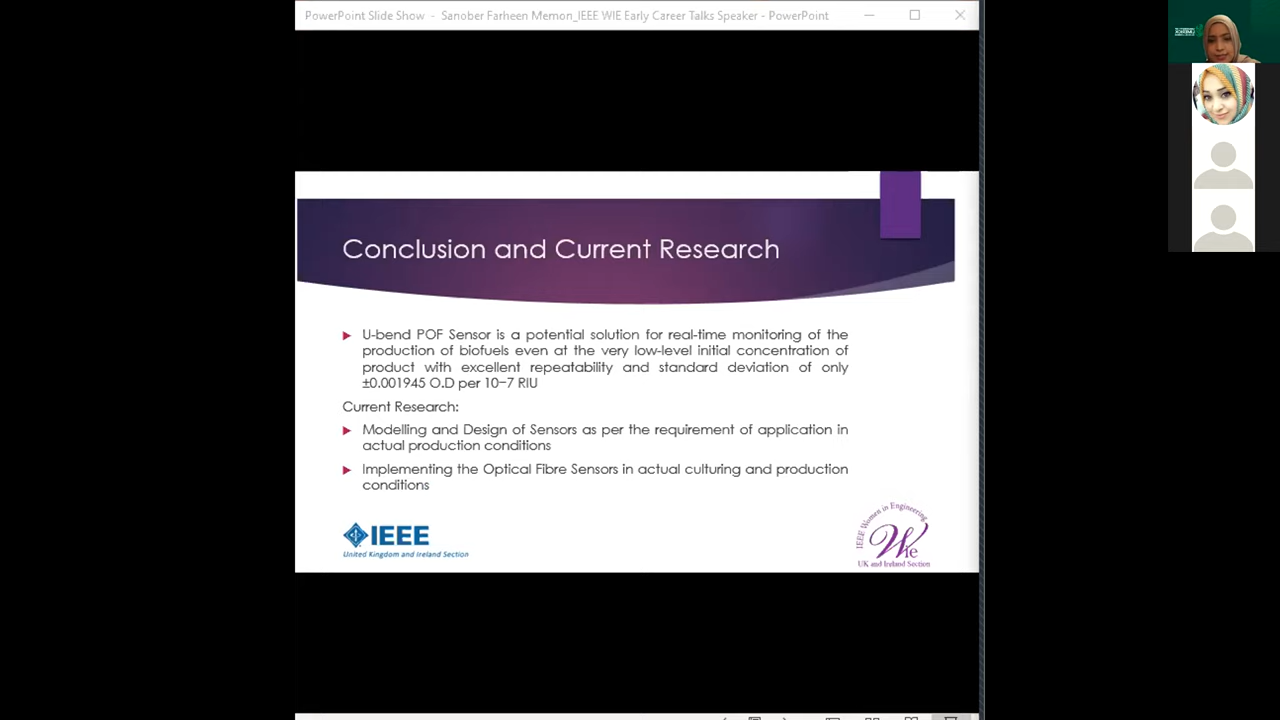 PowerPoint Slide Show - Sanober Farheen Memon_IEEE WIE Early Career Talks Speaker - PowerPoint
Conclusion and Current Research
U-bend POF Sensor is a potential solution for real-time monitoring of the
production of biofuels even at the very low-level initial concentration of
product with excellent repeatability and standard deviation of only
±0.001945 O.D per 10−7 RIU
Current Research:
Modelling and Design of Sensors as per the requirement of application in
actual production conditions
Implementing the Optical Fibre Sensors in actual culturing and production
conditions
IEEE
United Kingdom and Ireland Section
IEEE Women in Engineering
Wie
UK and Ireland Section